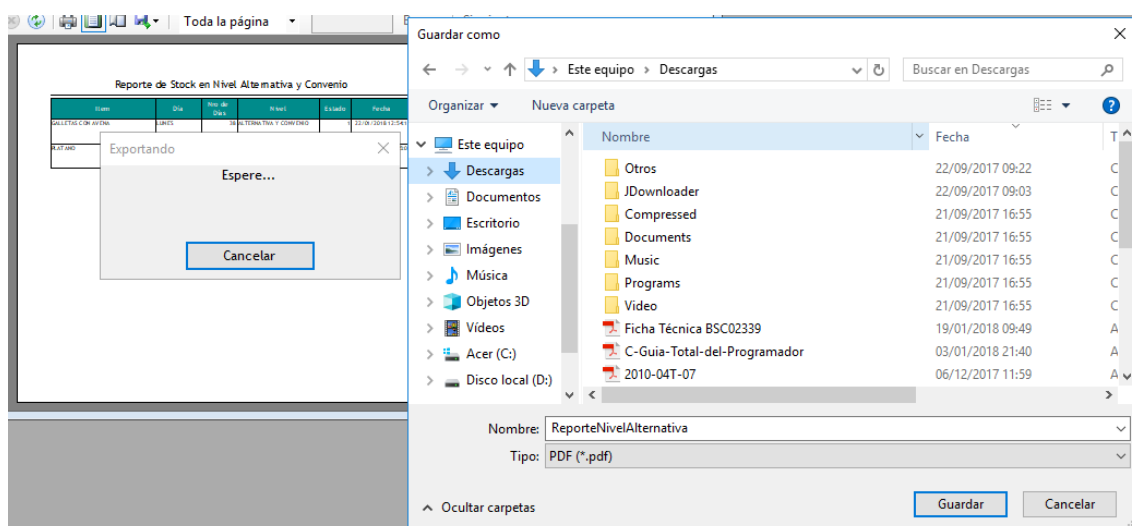 Toda la página
Reporte de Stock en Nivel Alternativa y Convenio
Item Dia Nro de Dias Nivel Estado Fecha
GALLETAS CON AVENA LUNES 38 ALTERNATIVA Y CONVENIO 1 22/01/2018 12:54
PLATANO
Exportando
Espere...
Cancelar
Guardar como
Este equipo > Descargas
Buscar en Descargas
Organizar
Nueva carpeta
Este equipo
Descargas
Documentos
Escritorio
Imágenes
Música
Objetos 3D
Vídeos
Acer (C:)
Disco local (D:)
Nombre Fecha T
Otros 22/09/2017 09:22 C
JDownloader 22/09/2017 09:03 C
Compressed 21/09/2017 16:55 C
Documents 21/09/2017 16:55 C
Music 21/09/2017 16:55 C
Programs 21/09/2017 16:55 C
Video 21/09/2017 16:55 C
Ficha Técnica BSC02339 19/01/2018 09:49 A
C-Guia-Total-del-Programador 03/01/2018 21:40 A
2010-04T-07 06/12/2017 11:59 A
Nombre: ReporteNivelAlternativa
Tipo: PDF (*.pdf)
Ocultar carpetas
Guardar
Cancelar